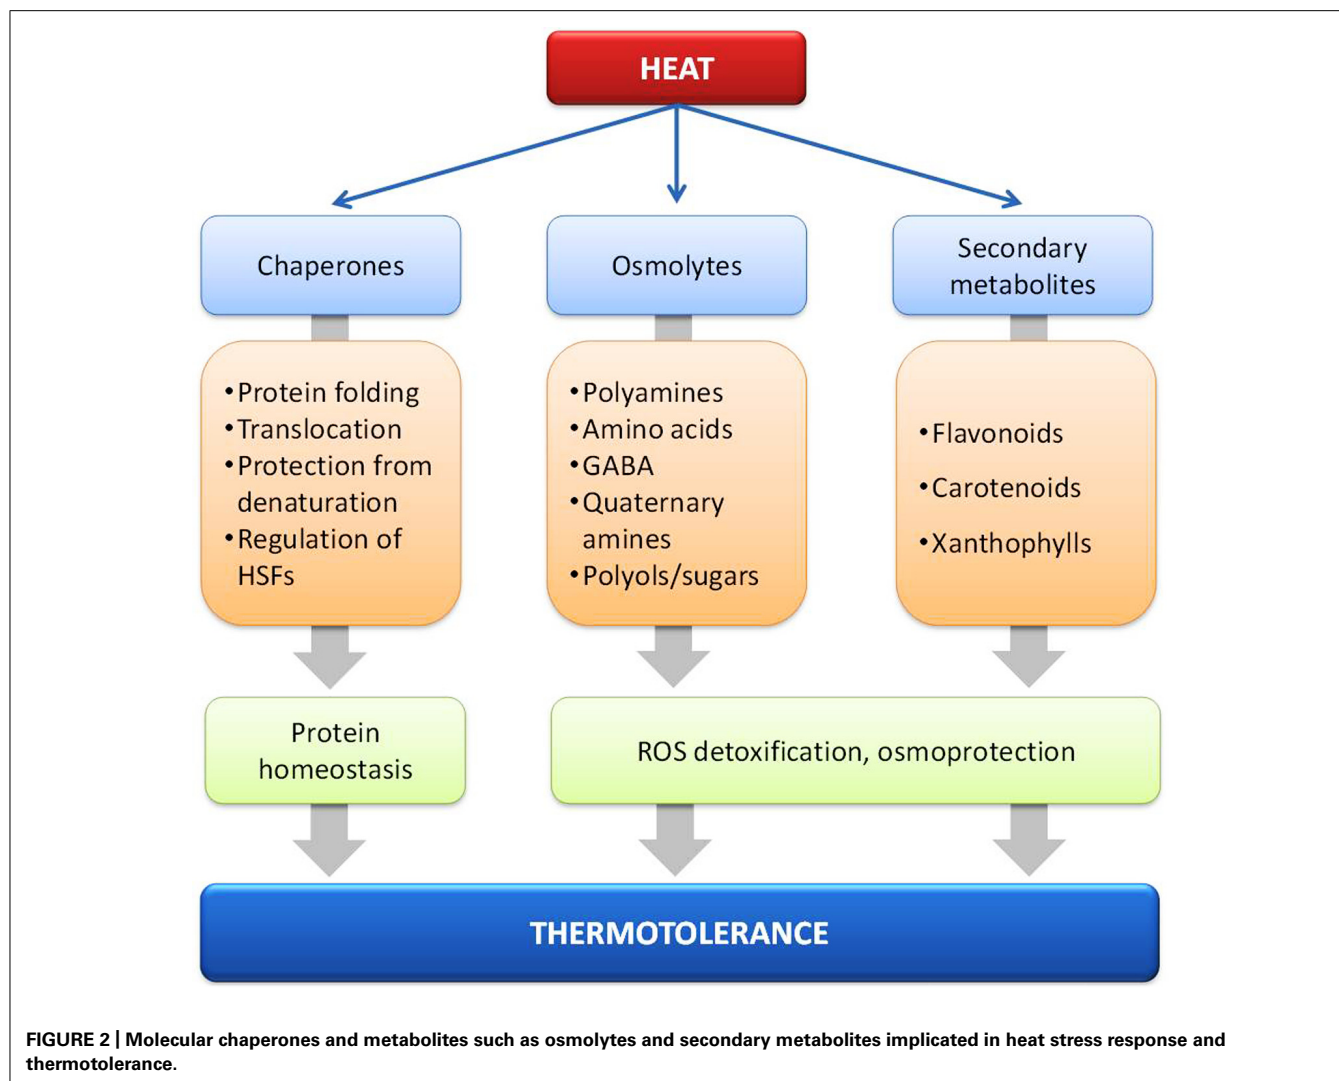 HEAT
Chaperones
Osmolytes
Secondary
metabolites
•Protein folding
•Translocation
•Protection from
denaturation
•Regulation of
HSFs
•Polyamines
•Amino acids
•GABA
•Quaternary
amines
•Polyols/sugars
•Flavonoids
•Carotenoids
•Xanthophylls
Protein
homeostasis
ROS detoxification, osmoprotection
THERMOTOLERANCE
FIGURE 2 | Molecular chaperones and metabolites such as osmolytes and secondary metabolites implicated in heat stress response and
thermotolerance.